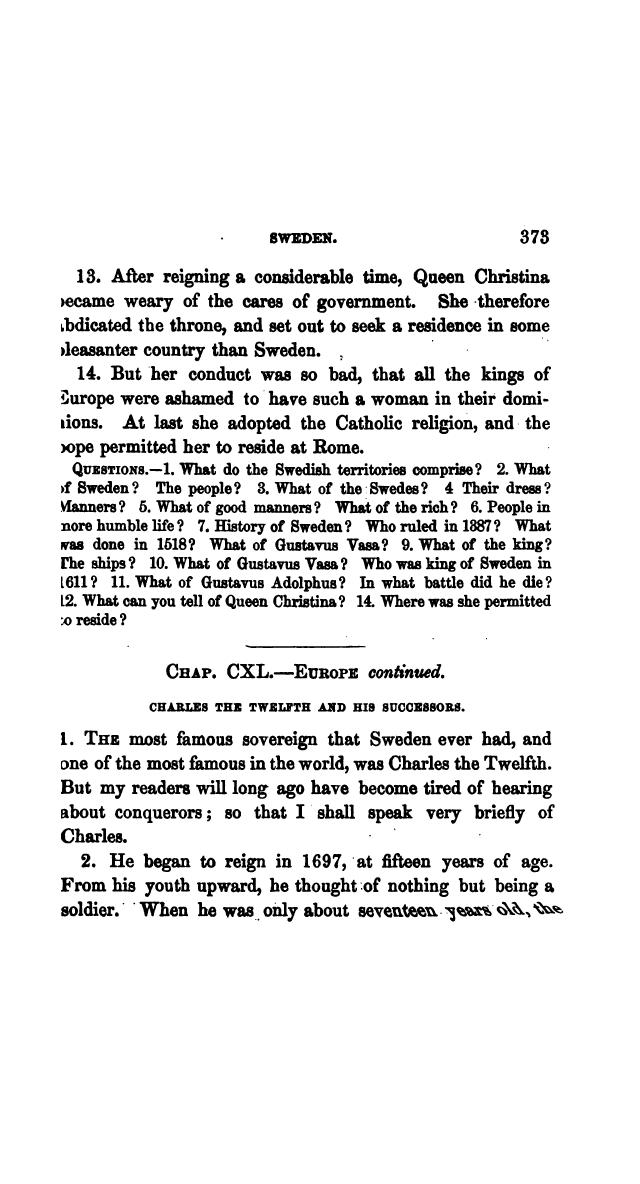 SWEDEN. 373
13. After reigning a considerable time, Queen Christina
became weary of the cares of government. She therefore
abdicated the throne, and set out to seek a residence in some
pleasanter country than Sweden.
14. But her conduct was so bad, that all the kings of
Europe were ashamed to have such a woman in their domi-
nions. At last she adopted the Catholic religion, and the
pope permitted her to reside at Rome.
QUESTIONS.—1. What do the Swedish territories comprise? 2. What
of Sweden? The people? 3. What of the Swedes? 4 Their dress?
Manners? 5. What of good manners? What of the rich? 6. People in
more humble life? 7. History of Sweden? Who ruled in 1387? What
was done in 1518? What of Gustavus Vasa? 9. What of the king?
The ships? 10. What of Gustavus Vasa? Who was king of Sweden in
1611? 11. What of Gustavus Adolphus? In what battle did he die?
12. What can you tell of Queen Christina? 14. Where was she permitted
to reside?
CHAP. CXL.—EUROPE continued.
CHARLES THE TWELFTH AND HIS SUCCESSORS.
1. THE most famous sovereign that Sweden ever had, and
one of the most famous in the world, was Charles the Twelfth.
But my readers will long ago have become tired of hearing
about conquerors; so that I shall speak very briefly of
Charles.
2. He began to reign in 1697, at fifteen years of age.
From his youth upward, he thought of nothing but being a
soldier. When he was only about seventeen years old, the